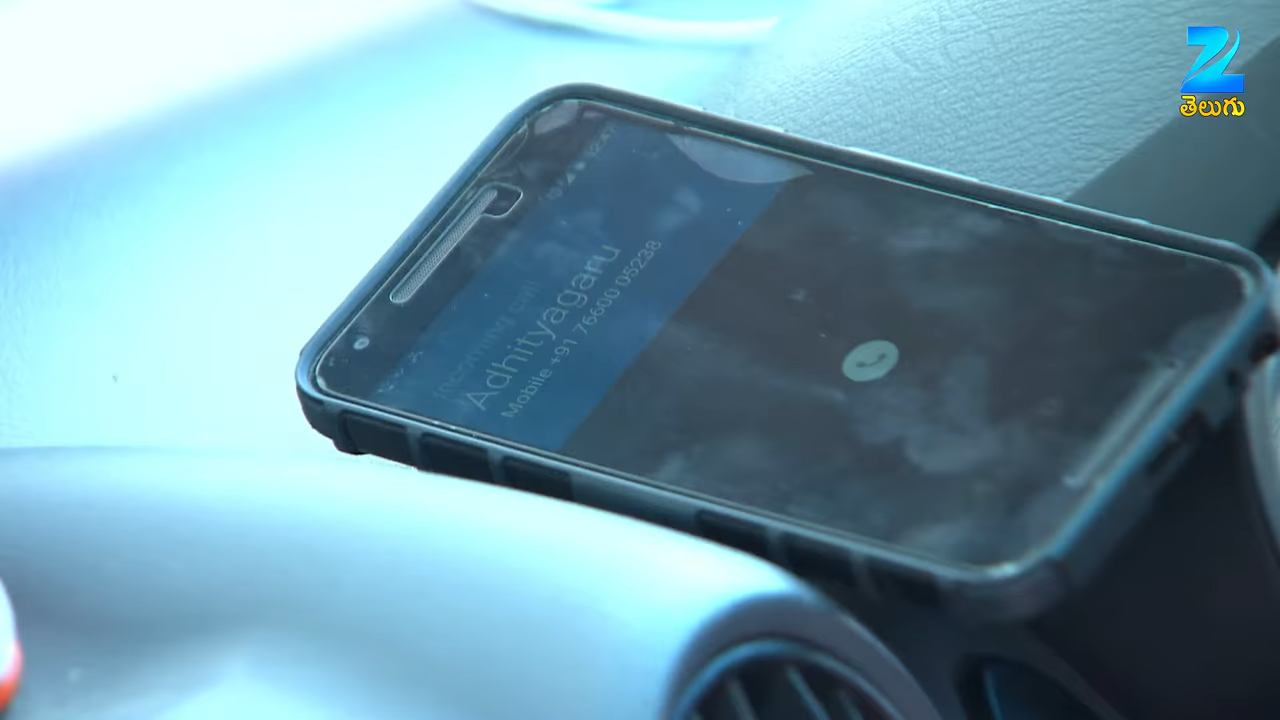 Z
తెలుగు
Incoming call
Adhityagaru
Mobile +91 76600 05238